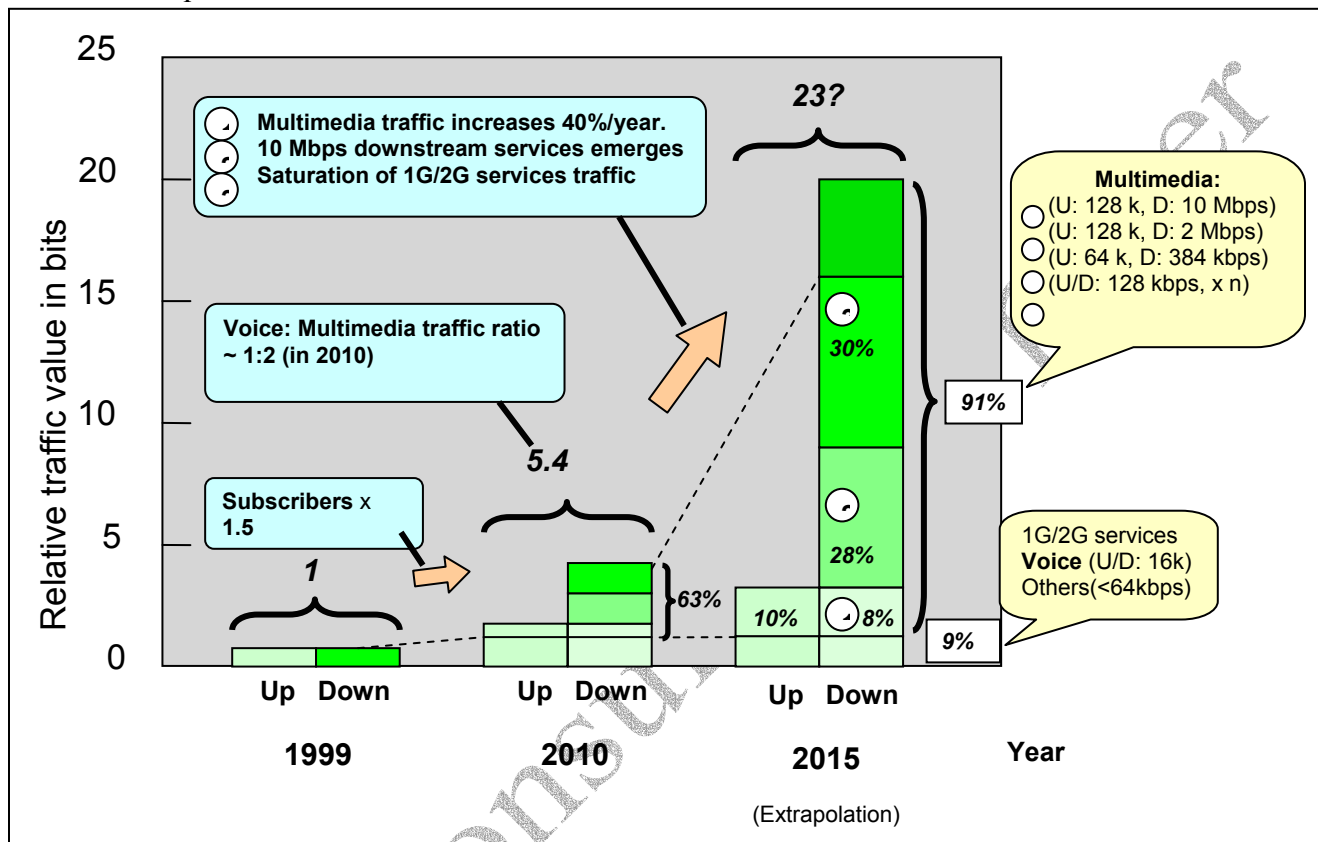 25
20
15
10
5
0
Relative traffic value in bits
Multimedia traffic increases 40%/year.
10 Mbps downstream services emerges
Saturation of 1G/2G services traffic
23?
Multimedia:
(U: 128 k, D: 10 Mbps)
(U: 128 k, D: 2 Mbps)
(U: 64 k, D: 384 kbps)
(U/D: 128 kbps, x n)
Voice: Multimedia traffic ratio
~ 1:2 (in 2010)
30%
91%
5.4
Subscribers x
1.5
1
28%
63%
10%
8%
9%
1G/2G services
Voice (U/D: 16k)
Others(<64kbps)
Up Down
Up Down
Up Down
1999
2010
2015
Year
(Extrapolation)